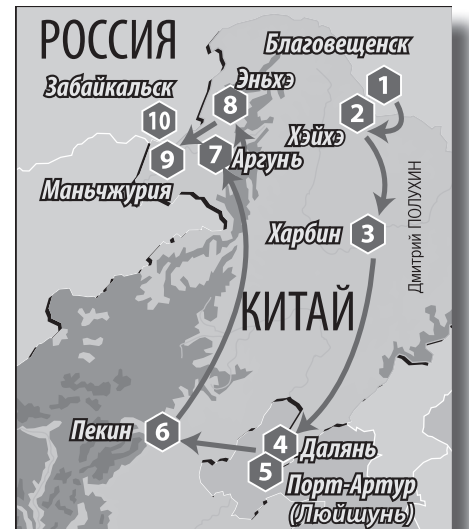 РОССИЯ
Благовещенск
Забайкальск
Эньхэ
1
8
2
10
Хэйхэ
7
9
Аргунь
Маньчжурия
Харбин
3
Дмитрий ПОЛУХИН
КИТАЙ
Пекин
6
4
Далянь
5
Порт-Артур
(Люйшунь)